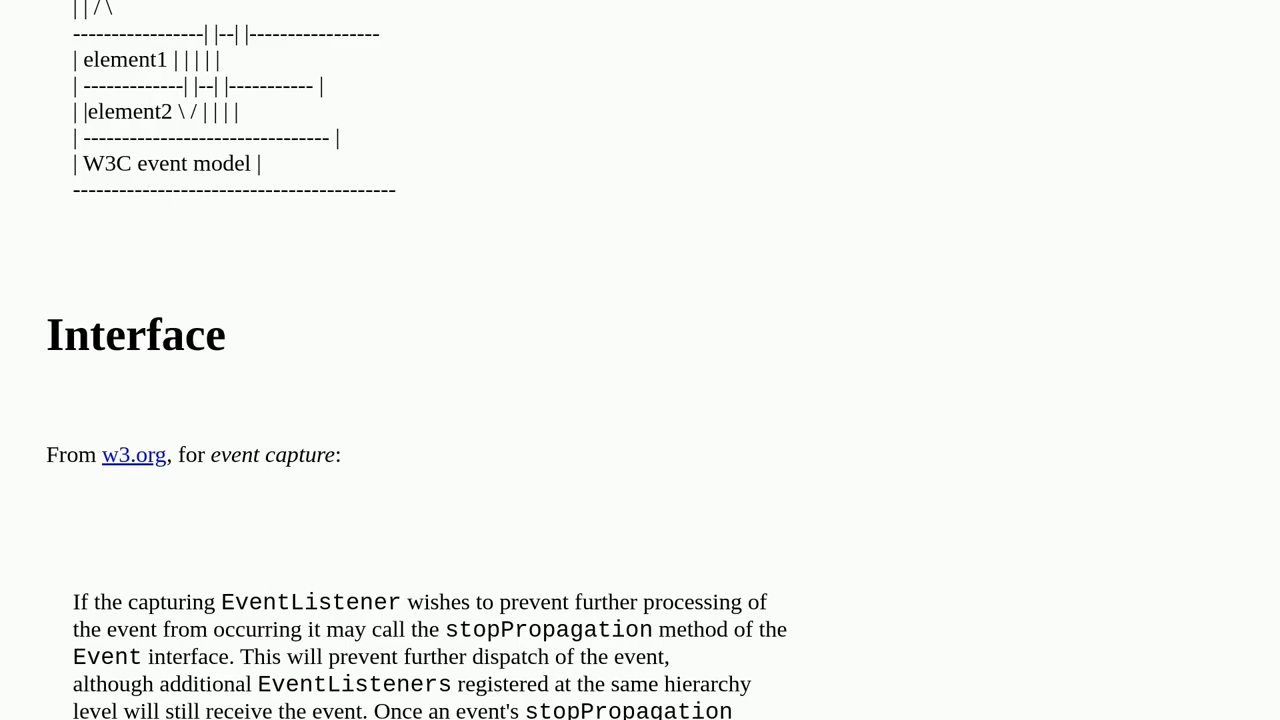 | | / \
-----------------| |--| |-----------------
| element1 | | | | |
| -------------| |--| |----------- |
| |element2 \ / | | | |
| -------------------------------- |
| W3C event model |
------------------------------------------
Interface
From w3.org, for event capture:
If the capturing EventListener wishes to prevent further processing of
the event from occurring it may call the stopPropagation method of the
Event interface. This will prevent further dispatch of the event,
although additional EventListeners registered at the same hierarchy
level will still receive the event. Once an event's stopPropagation